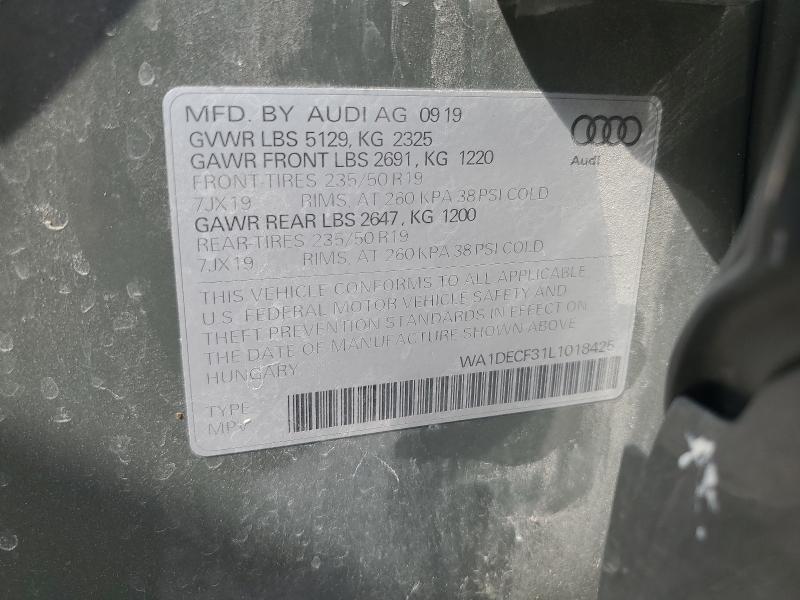 MFD. BY AUDI AG 09 19
GVWR LBS 5129, KG 2325
GAWR FRONT LBS 2691, KG 1220
FRONT-TIRES 235/50 R19
7JX19 RIMS, AT 260 KPA 38 PSI COLD
GAWR REAR LBS 2647, KG 1200
REAR-TIRES 235/50 R19
7JX19 RIMS, AT 260 KPA 38 PSI COLD
Audi
THIS VEHICLE CONFORMS TO ALL APPLICABLE
U.S. FEDERAL MOTOR VEHICLE SAFETY AND
THEFT PREVENTION STANDARDS IN EFFECT ON
THE DATE OF MANUFACTURE SHOWN ABOVE
HUNGARY
WA1DECF31L1018425
TYPE
MPV